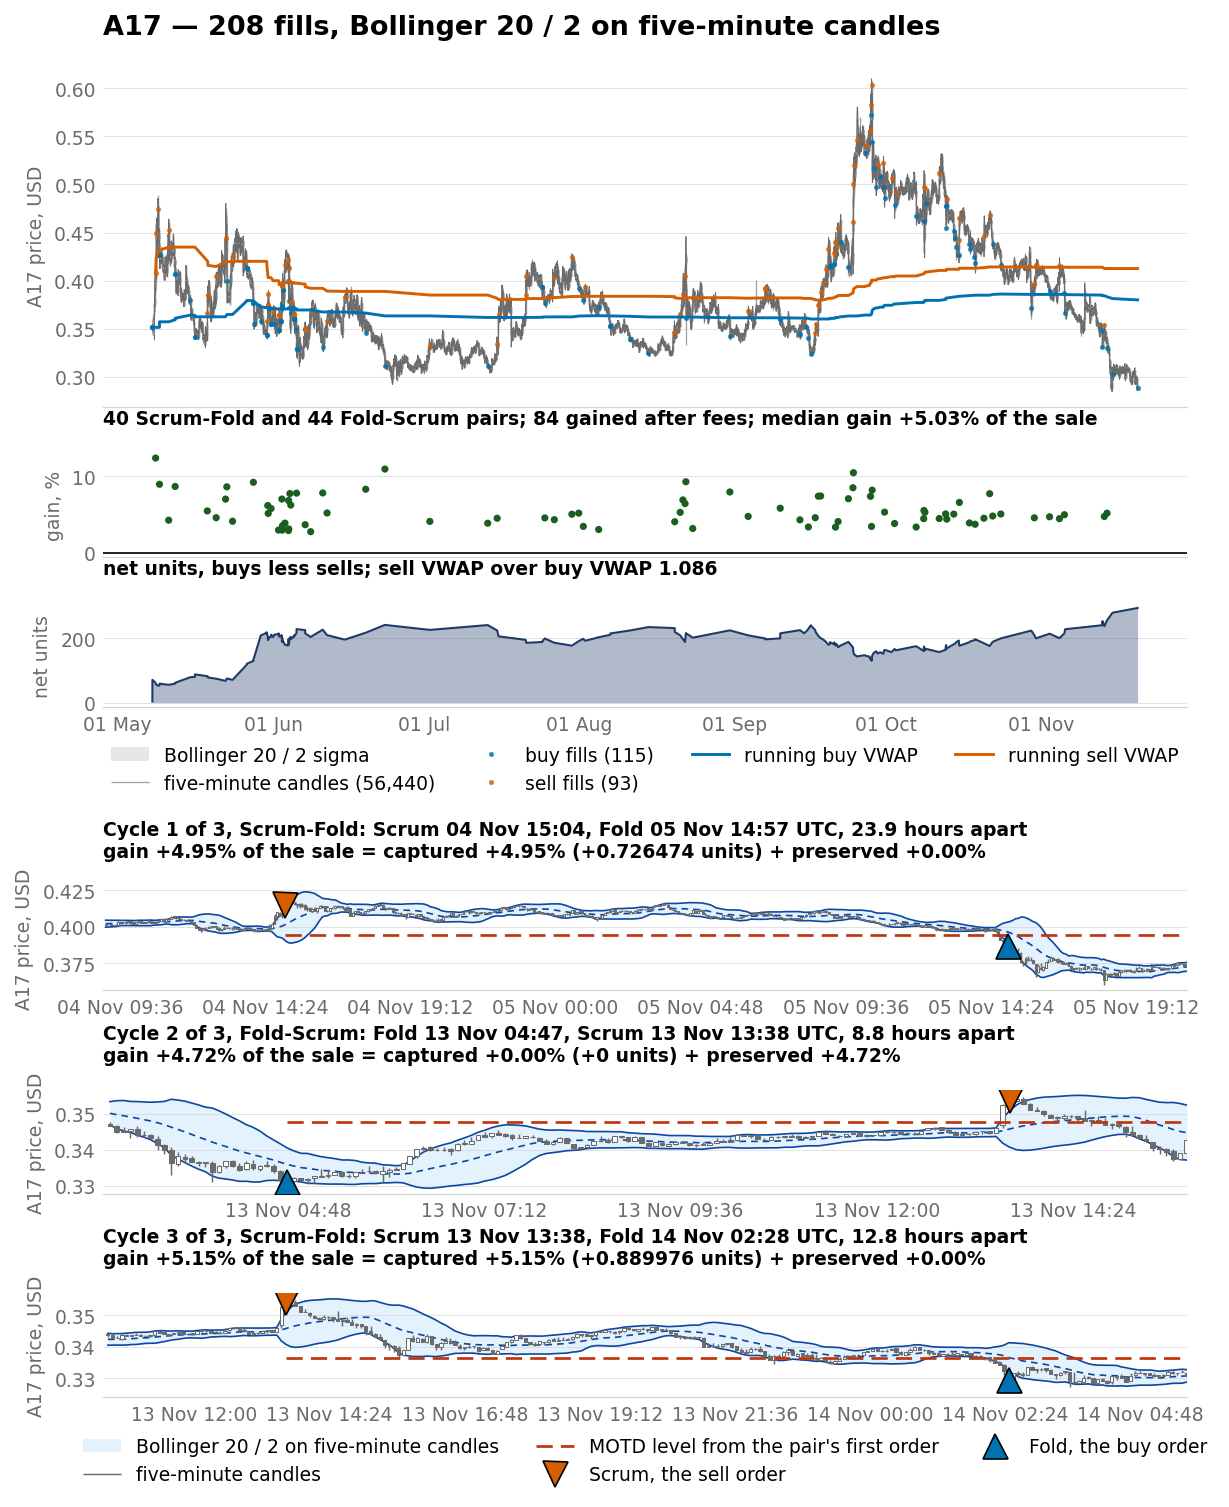 A17 — 208 fills, Bollinger 20 / 2 on five-minute candles
A17 price, USD
0.60
0.55
0.50
0.45
0.40
0.35
0.30
40 Scrum-Fold and 44 Fold-Scrum pairs; 84 gained after fees; median gain +5.03% of the sale
gain, %
10
0
net units, buys less sells; sell VWAP over buy VWAP 1.086
net units
200
0
01 May 01 Jun 01 Jul 01 Aug 01 Sep 01 Oct 01 Nov
Bollinger 20 / 2 sigma buy fills (115) running buy VWAP running sell VWAP
five-minute candles (56,440) sell fills (93)
Cycle 1 of 3, Scrum-Fold: Scrum 04 Nov 15:04, Fold 05 Nov 14:57 UTC, 23.9 hours apart
gain +4.95% of the sale = captured +4.95% (+0.726474 units) + preserved +0.00%
A17 price, USD
0.425
0.400
0.375
04 Nov 09:36 04 Nov 14:24 04 Nov 19:12 05 Nov 00:00 05 Nov 04:48 05 Nov 09:36 05 Nov 14:24 05 Nov 19:12
Cycle 2 of 3, Fold-Scrum: Fold 13 Nov 04:47, Scrum 13 Nov 13:38 UTC, 8.8 hours apart
gain +4.72% of the sale = captured +0.00% (+0 units) + preserved +4.72%
A17 price, USD
0.35
0.34
0.33
13 Nov 04:48 13 Nov 07:12 13 Nov 09:36 13 Nov 12:00 13 Nov 14:24
Cycle 3 of 3, Scrum-Fold: Scrum 13 Nov 13:38, Fold 14 Nov 02:28 UTC, 12.8 hours apart
gain +5.15% of the sale = captured +5.15% (+0.889976 units) + preserved +0.00%
A17 price, USD
0.35
0.34
0.33
13 Nov 12:00 13 Nov 14:24 13 Nov 16:48 13 Nov 19:12 13 Nov 21:36 14 Nov 00:00 14 Nov 02:24 14 Nov 04:48
Bollinger 20 / 2 on five-minute candles MOTD level from the pair's first order Fold, the buy order
five-minute candles Scrum, the sell order